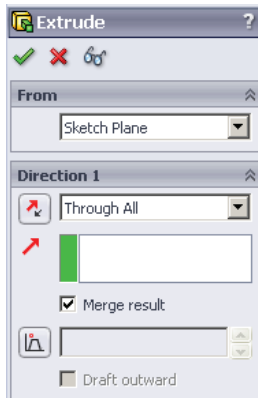 Extrude ?
From
Sketch Plane
Direction 1
Through All
Merge result
Draft outward